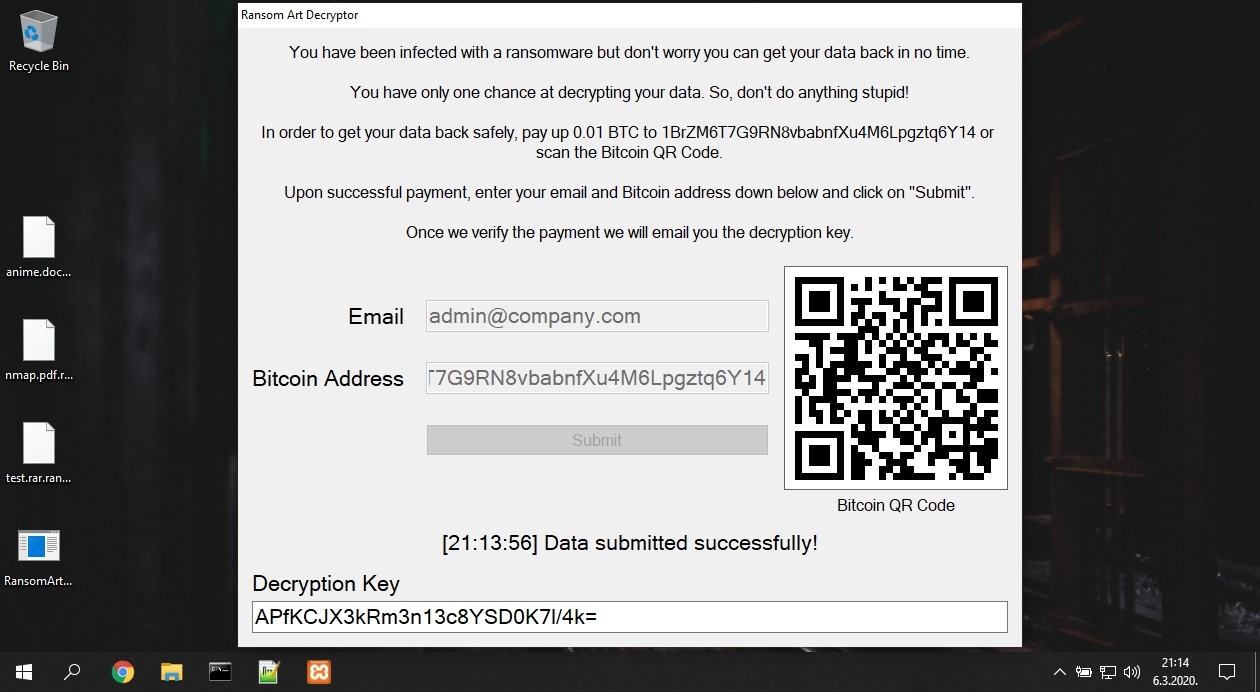 Ransom Art Decryptor
You have been infected with a ransomware but don't worry you can get your data back in no time.
You have only one chance at decrypting your data. So, don't do anything stupid!
In order to get your data back safely, pay up 0.01 BTC to 1BrZM6T7G9RN8vbabnfXu4M6Lpgztq6Y14 or
scan the Bitcoin QR Code.
Upon successful payment, enter your email and Bitcoin address down below and click on "Submit".
Once we verify the payment we will email you the decryption key.
Email
admin@company.com
Bitcoin Address
T7G9RN8vbabnfXu4M6Lpgztq6Y14
Submit
Bitcoin QR Code
[21:13:56] Data submitted successfully!
Decryption Key
APfKCJX3kRm3n13c8YSD0K7l/4k=
Recycle Bin
anime.doc...
nmap.pdf.r...
test.rar.ran...
RansomArt...
21:14
6.3.2020.